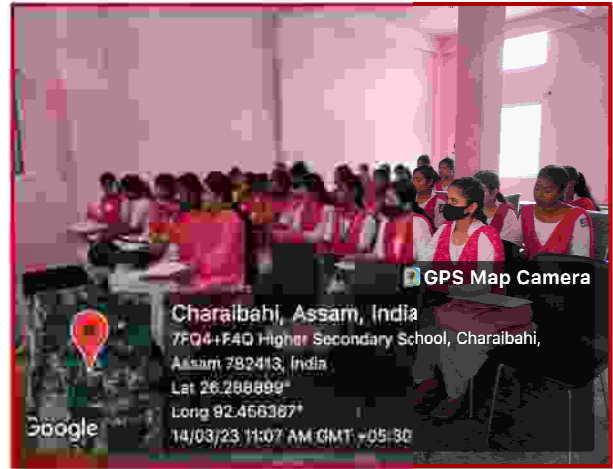 GPS Map Camera
Charaibahi, Assam, India
7FQ4+F4Q Higher Secondary School, Charaibahi,
Assam 782413, India
Lat 26.288899°
Long 92.456367°
14/03/23 11:07 AM GMT +05:30
Google